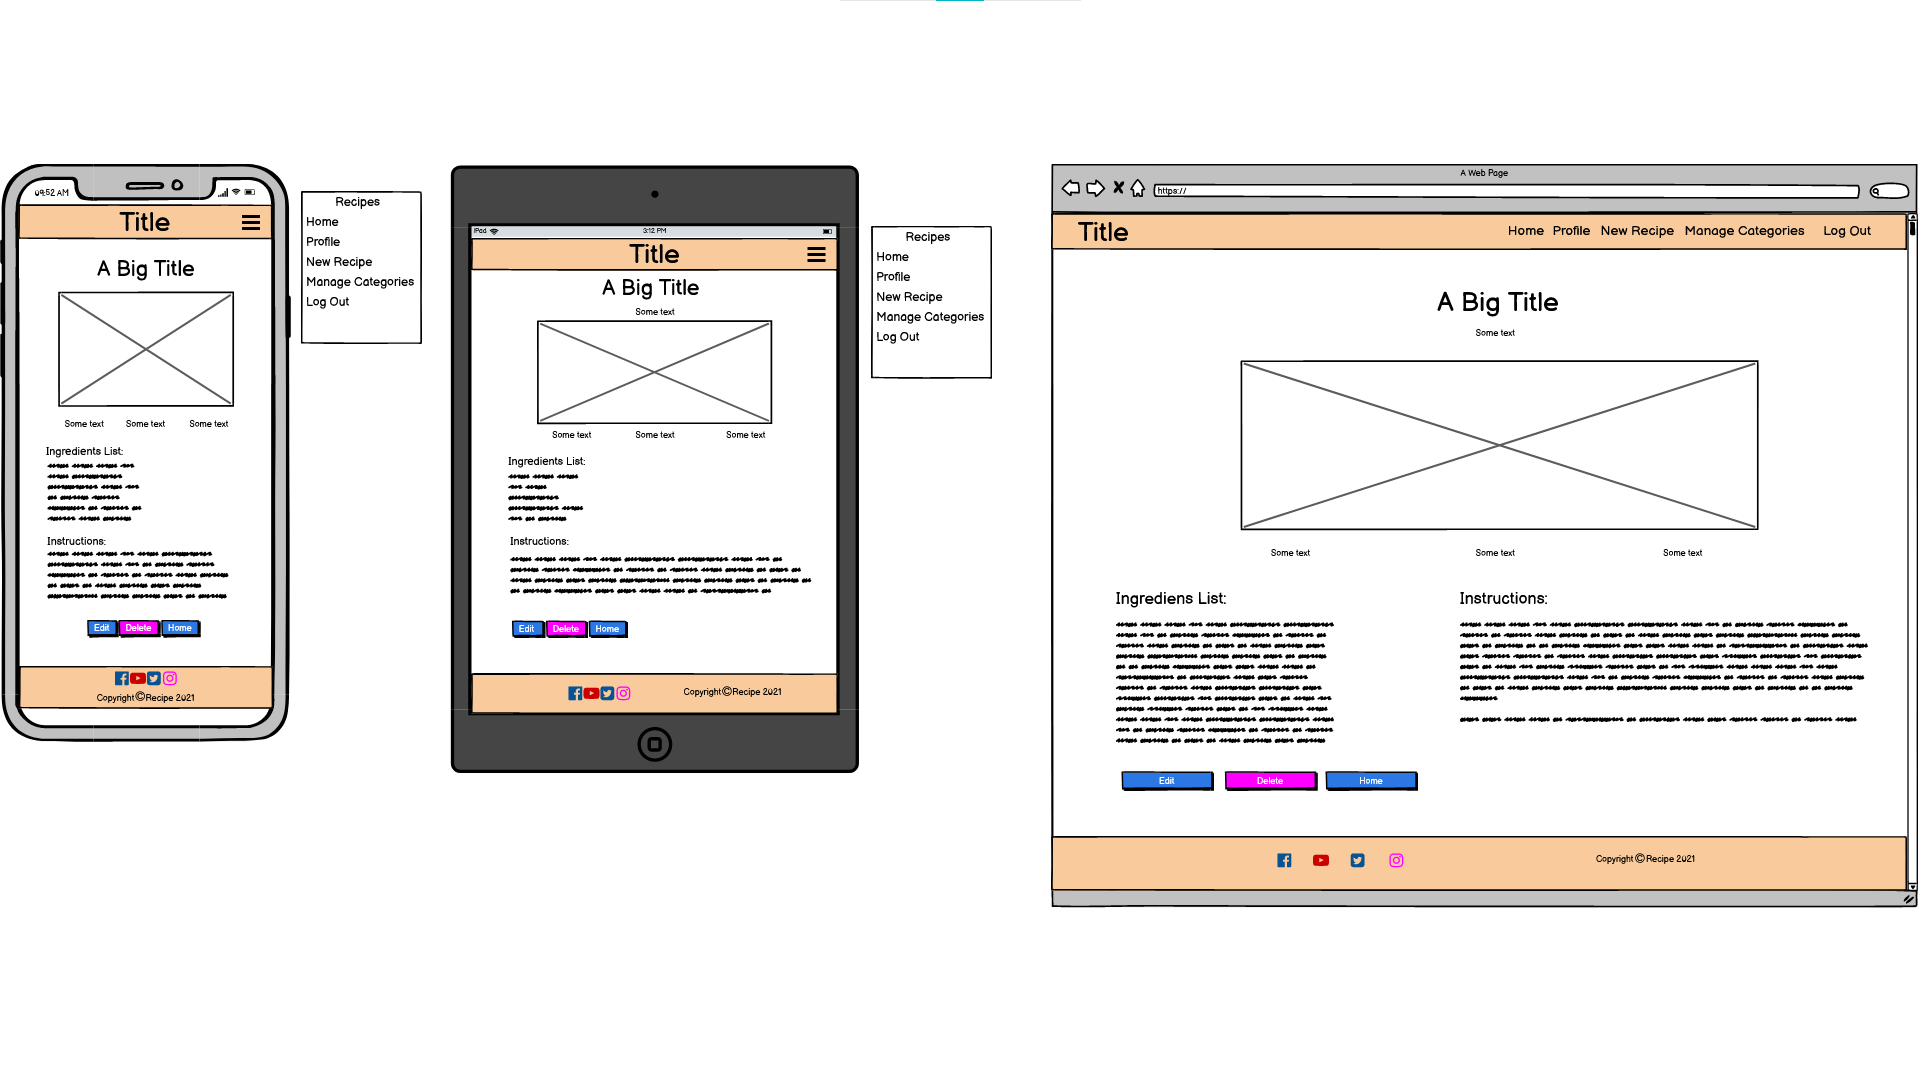 09:52 AM
Title
A Big Title
Some text Some text Some text
Ingredients List:
Instructions:
Edit Delete Home
Copyright ©Recipe 2021
Recipes
Home
Profile
New Recipe
Manage Categories
Log Out
iPad 3:12 PM
Title
A Big Title
Some text
Some text Some text Some text
Ingredients List:
Instructions:
Edit Delete Home
Copyright ©Recipe 2021
Recipes
Home
Profile
New Recipe
Manage Categories
Log Out
A Web Page
https://
Title Home Profile New Recipe Manage Categories Log Out
A Big Title
Some text
Some text Some text Some text
Ingrediens List: Instructions:
Edit Delete Home
Copyright ©Recipe 2021